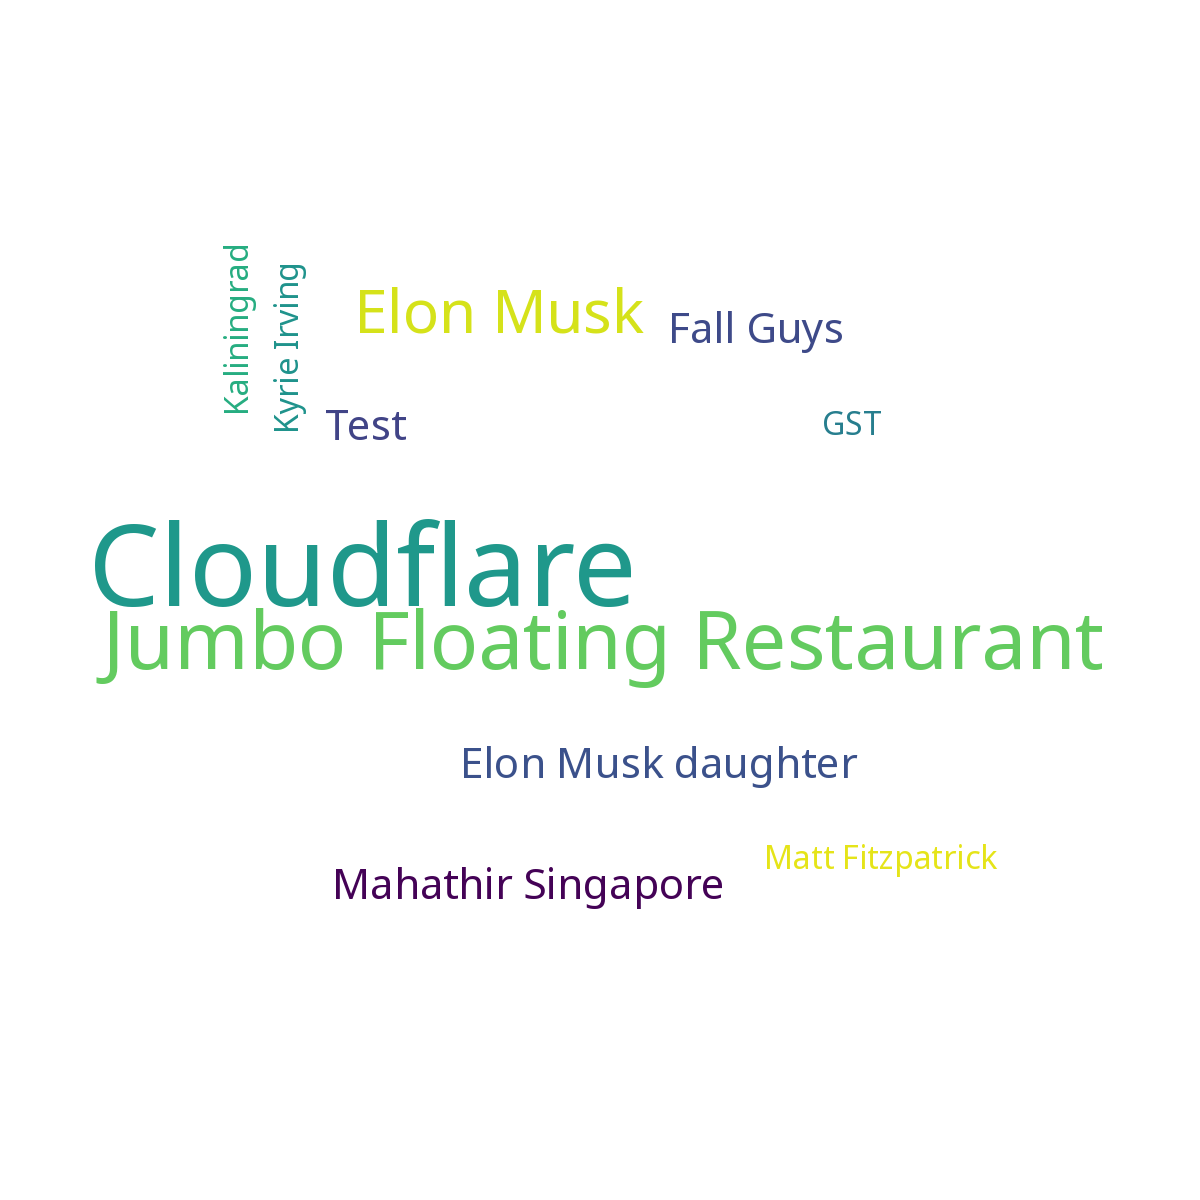 Kaliningrad
Kyrie Irving
Elon Musk
Fall Guys
Test
GST
Cloudflare
Jumbo Floating Restaurant
Elon Musk daughter
Matt Fitzpatrick
Mahathir Singapore